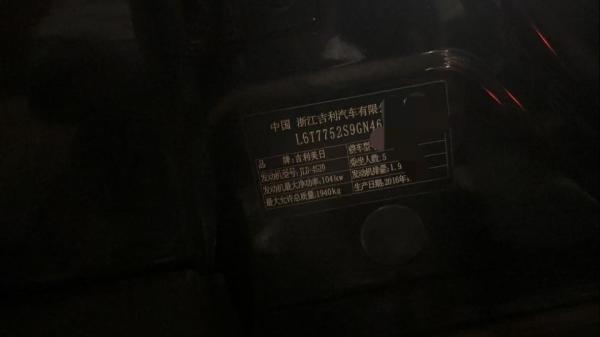 中国 浙江吉利汽车有限
L6T7752S9GN46
品 牌:吉利美日 整车型
发动机型号:JLD-4G20 乘坐人数:5
发动机最大净功率:104kw 发动机排量:1.9
最大允许总质量:1940kg 生产日期:2016年